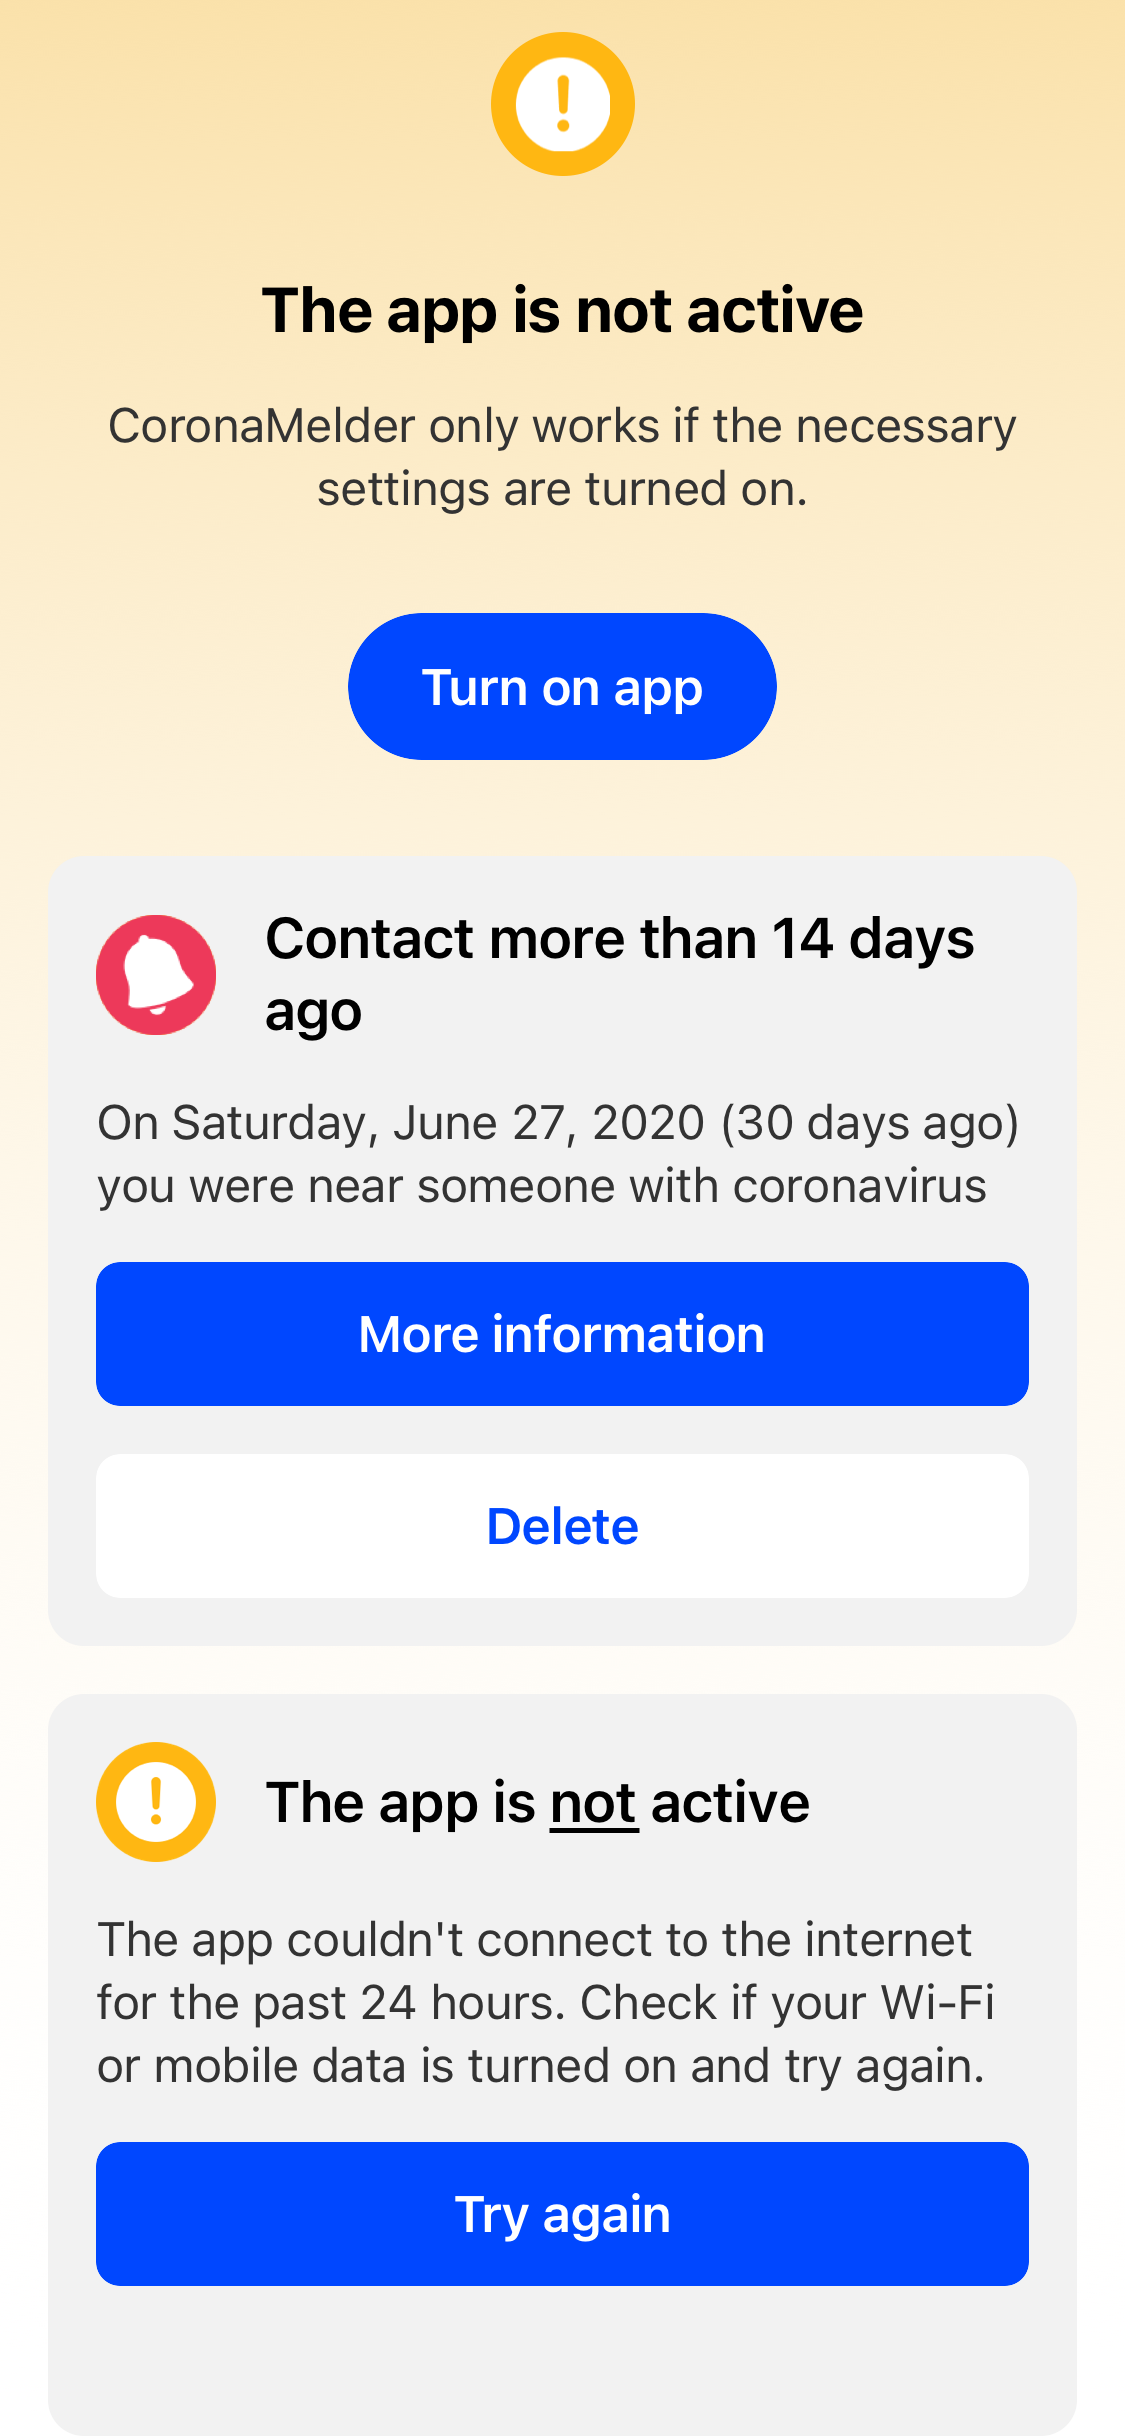 The app is not active
CoronaMelder only works if the necessary
settings are turned on.
Turn on app
Contact more than 14 days
ago
On Saturday, June 27, 2020 (30 days ago)
you were near someone with coronavirus
More information
Delete
The app is not active
The app couldn't connect to the internet
for the past 24 hours. Check if your Wi-Fi
or mobile data is turned on and try again.
Try again